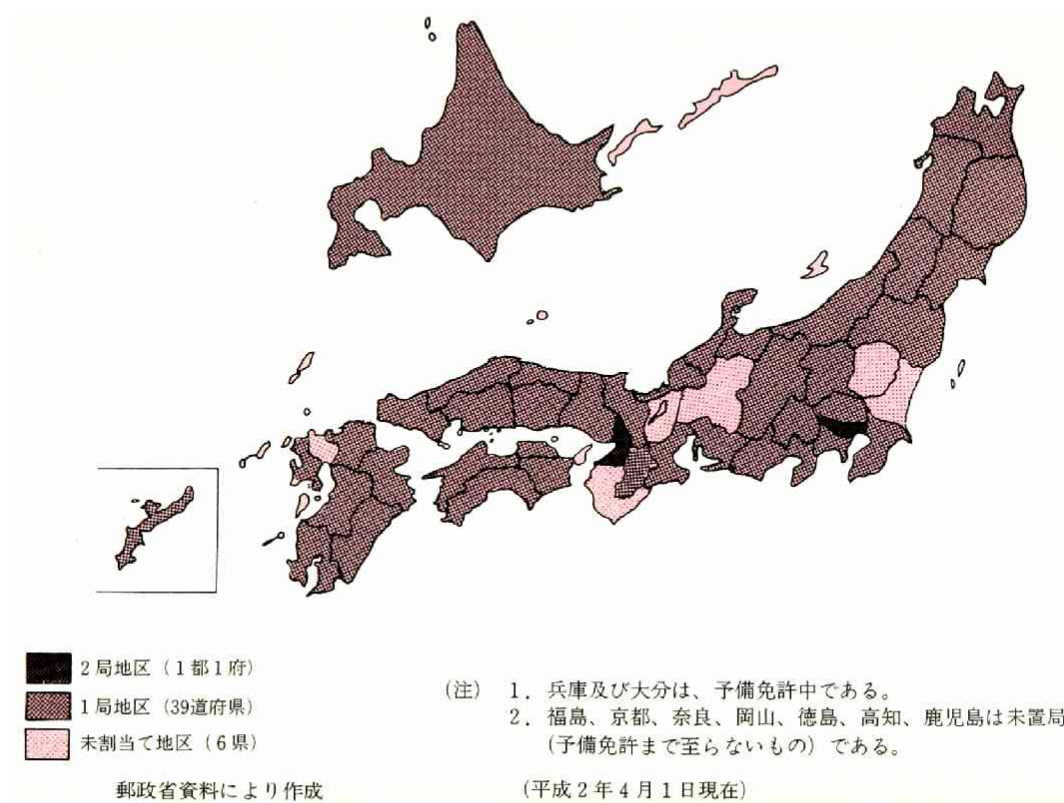 2局地区(1都1府)
1局地区(39道府県)
未割当て地区(6県)
郵政省資料により作成
(注) 1. 兵庫及び大分は、予備免許中である。
2. 福島、京都、奈良、岡山、徳島、高知、鹿児島は未置局
(予備免許まで至らないもの)である。
(平成2年4月1日現在)